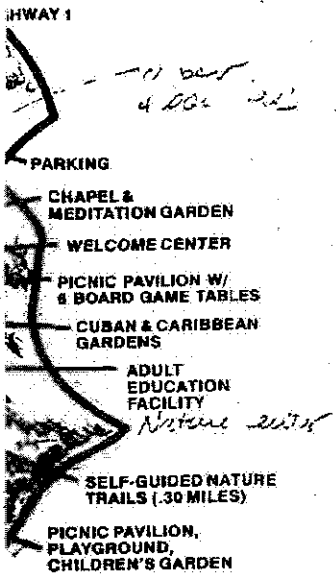 HWAY 1
PARKING
CHAPEL &
MEDITATION GARDEN
WELCOME CENTER
PICNIC PAVILION W/
6 BOARD GAME TABLES
CUBAN & CARIBBEAN
GARDENS
ADULT
EDUCATION
FACILITY
Nature
SELF-GUIDED NATURE
TRAILS (.30 MILES)
PICNIC PAVILION,
PLAYGROUND,
CHILDREN'S GARDEN